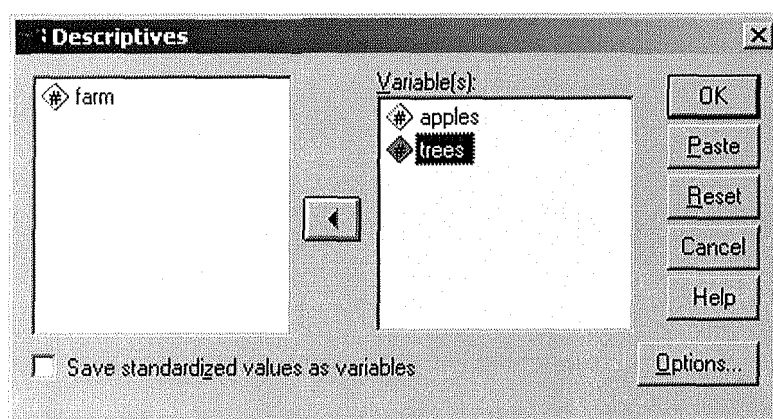 Descriptives
farm
Variable(s):
apples
trees
OK
Paste
Reset
Cancel
Help
Save standardized values as variables
Options...